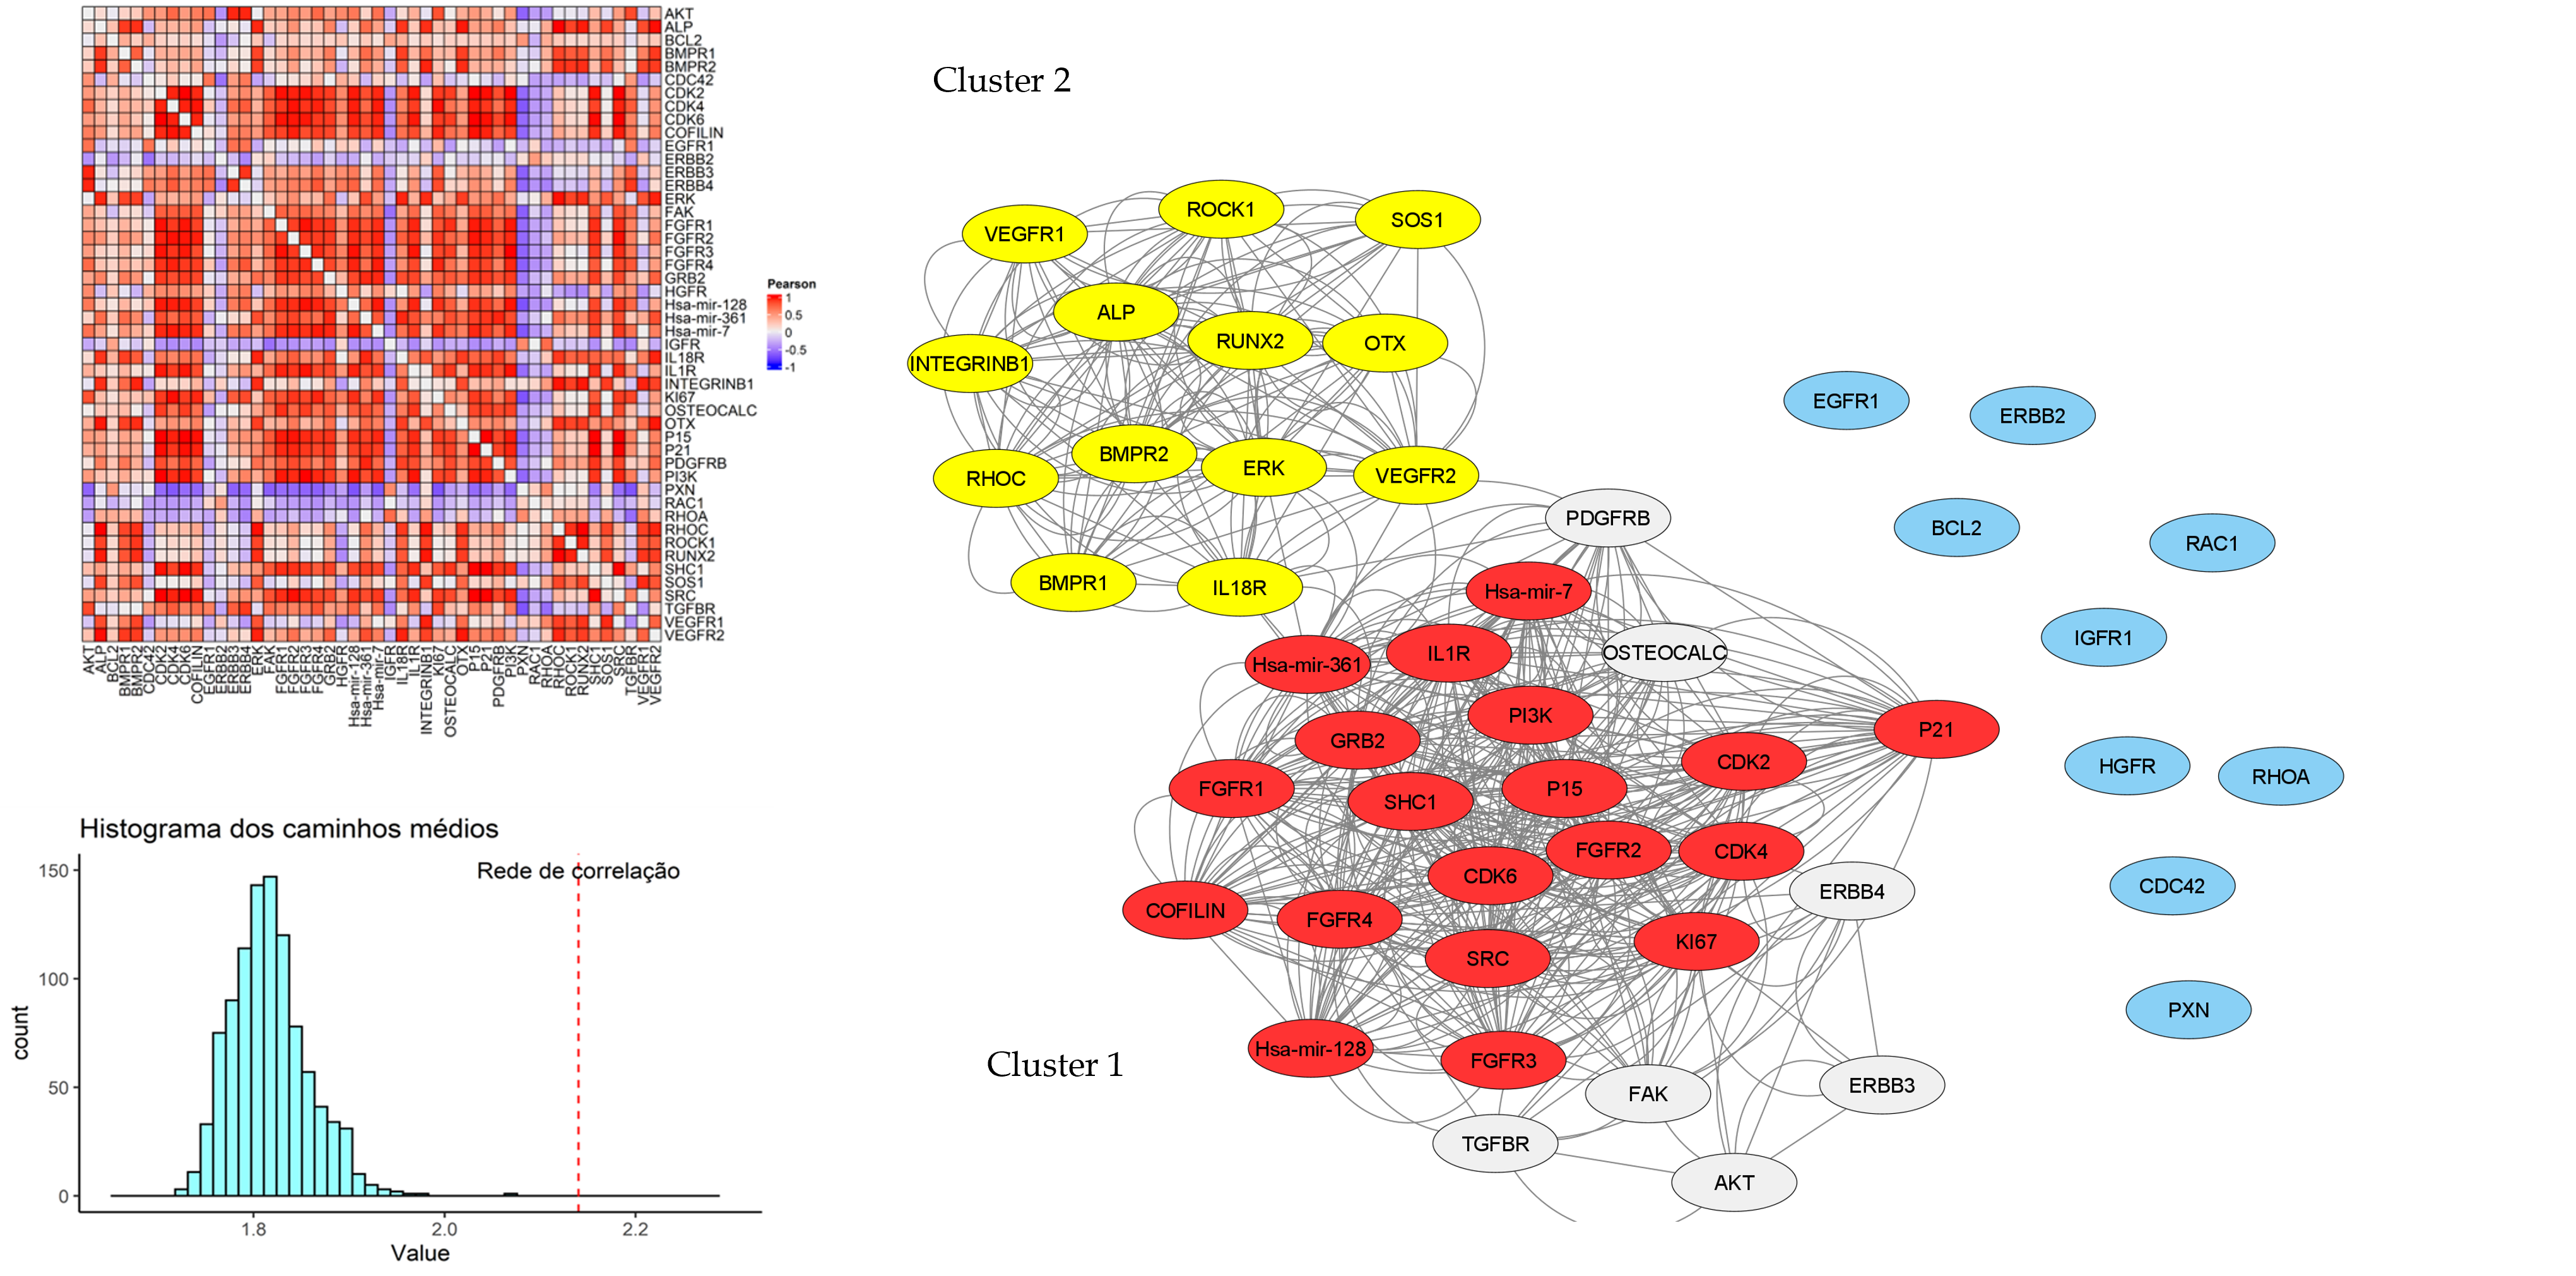 AKT
ALP
BCL2
BMPR1
BMPR2
CDC42
CDK2
CDK4
CDK6
COFILIN
EGFR1
ERBB2
ERBB3
ERBB4
ERK
FAK
FGFR1
FGFR2
FGFR3
FGFR4
GRB2
HGFR
Hsa-mir-128
Hsa-mir-361
Hsa-mir-7
IGFR
IL18R
IL1R
INTEGRINB1
KI67
OSTEOCALC
OTX
P15
P21
PDGFRB
PI3K
PXN
RAC1
RHOA
RHOC
ROCK1
RUNX2
SHC1
SOS1
SRC
TGFBR
VEGFR1
VEGFR2
AKT
ALP
BCL2
BMPR1
BMPR2
CDC42
CDK2
CDK4
CDK6
COFILIN
EGFR1
ERBB2
ERBB3
ERBB4
ERK
FAK
FGFR1
FGFR2
FGFR3
FGFR4
GRB2
HGFR
Hsa-mir-128
Hsa-mir-361
Hsa-mir-7
IGFR
IL18R
IL1R
INTEGRINB1
KI67
OSTEOCALC
OTX
P15
P21
PDGFRB
PI3K
PXN
RAC1
RHOA
RHOC
ROCK1
RUNX2
SHC1
SOS1
SRC
TGFBR
VEGFR1
VEGFR2
Pearson
1
0.5
0
-0.5
-1
Histograma dos caminhos médios
Rede de correlação
150
100
50
0
count
1.8
2.0
2.2
Value
Cluster 2
VEGFR1
ROCK1
SOS1
ALP
RUNX2
OTX
INTEGRINB1
BMPR2
ERK
VEGFR2
RHOC
BMPR1
IL18R
PDGFRB
Hsa-mir-7
IL1R
OSTEOCALC
Hsa-mir-361
PI3K
P21
GRB2
CDK2
FGFR1
SHC1
P15
FGFR2
CDK4
CDK6
ERBB4
COFILIN
FGFR4
KI67
SRC
Hsa-mir-128
FGFR3
Cluster 1
FAK
ERBB3
TGFBR
AKT
EGFR1
ERBB2
BCL2
RAC1
IGFR1
HGFR
RHOA
CDC42
PXN